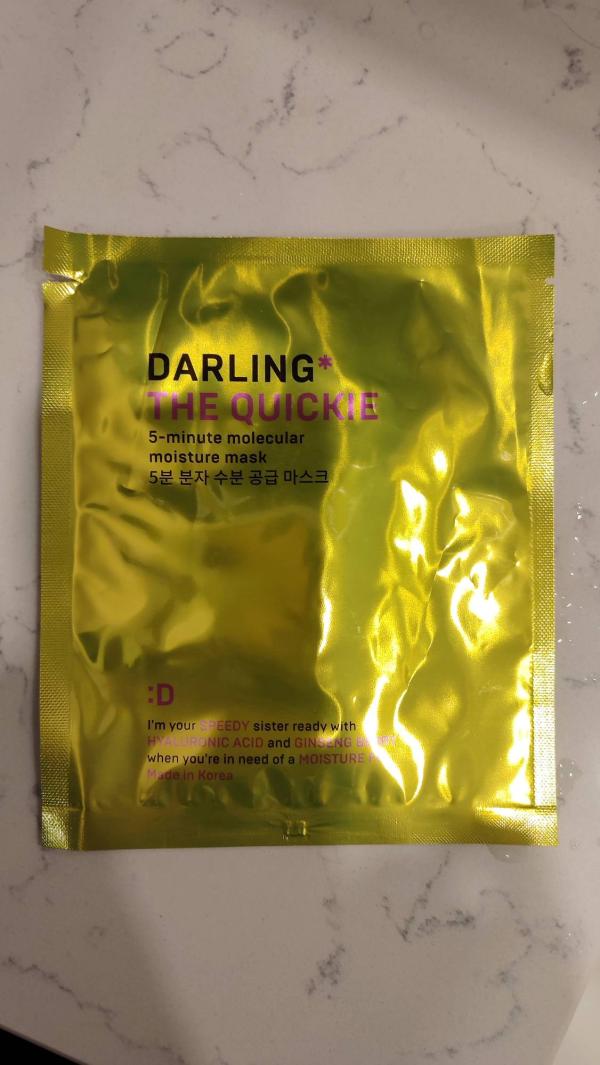 DARLING*
THE QUICKIE
5-minute molecular
moisture mask
5분 분자 수분 공급 마스크
:D
I'm your SPEEDY sister ready with
HYALURONIC ACID and GINSENG
when you're in need of a MOISTURE
Made in Korea